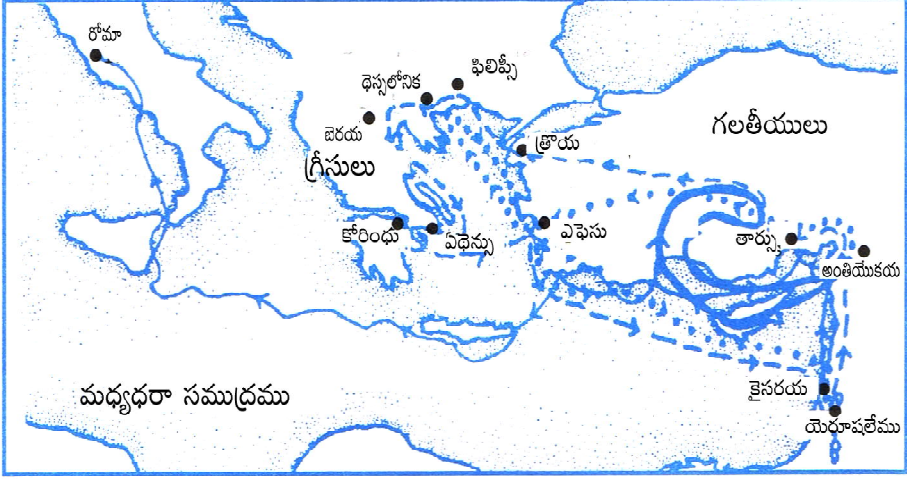 రోమా
థెస్సలోనిక
ఫిలిప్సీ
బెరయ
గ్రీసులు
త్రొయ
గలతీయులు
కోరింథు
ఏథెన్సు
ఎఫెసు
తార్సు
అంతియొకయ
మధ్యధరా సముద్రము
కైసరయ
యెరూషలేము